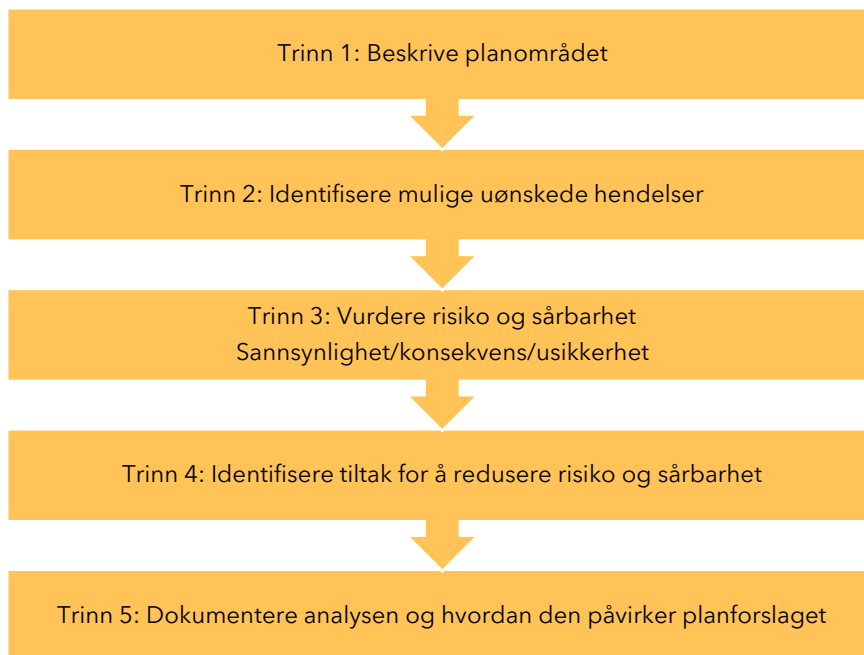 Trinn 1: Beskrive planområdet
Trinn 2: Identifisere mulige uønskede hendelser
Trinn 3: Vurdere risiko og sårbarhet
Sannsynlighet/konsekvens/usikkerhet
Trinn 4: Identifisere tiltak for å redusere risiko og sårbarhet
Trinn 5: Dokumentere analysen og hvordan den påvirker planforslaget